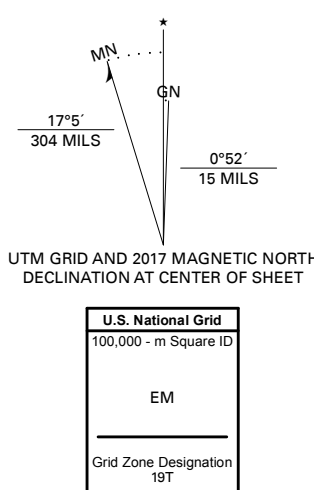 ★
MN
GN
17°5´
304 MILS
0°52´
15 MILS
UTM GRID AND 2017 MAGNETIC NORTH
DECLINATION AT CENTER OF SHEET
U.S. National Grid
100,000 - m Square ID
EM
Grid Zone Designation
19T